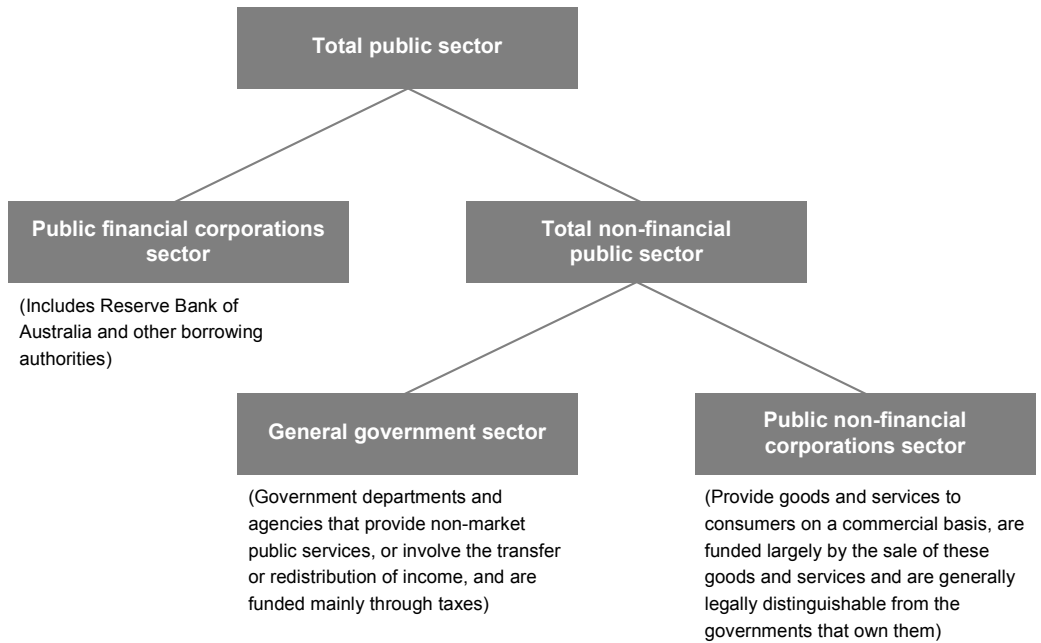 Total public sector
Public financial corporations
sector
(Includes Reserve Bank of
Australia and other borrowing
authorities)
Total non-financial
public sector
General government sector
(Government departments and
agencies that provide non-market
public services, or involve the transfer
or redistribution of income, and are
funded mainly through taxes)
Public non-financial
corporations sector
(Provide goods and services to
consumers on a commercial basis, are
funded largely by the sale of these
goods and services and are generally
legally distinguishable from the
governments that own them)